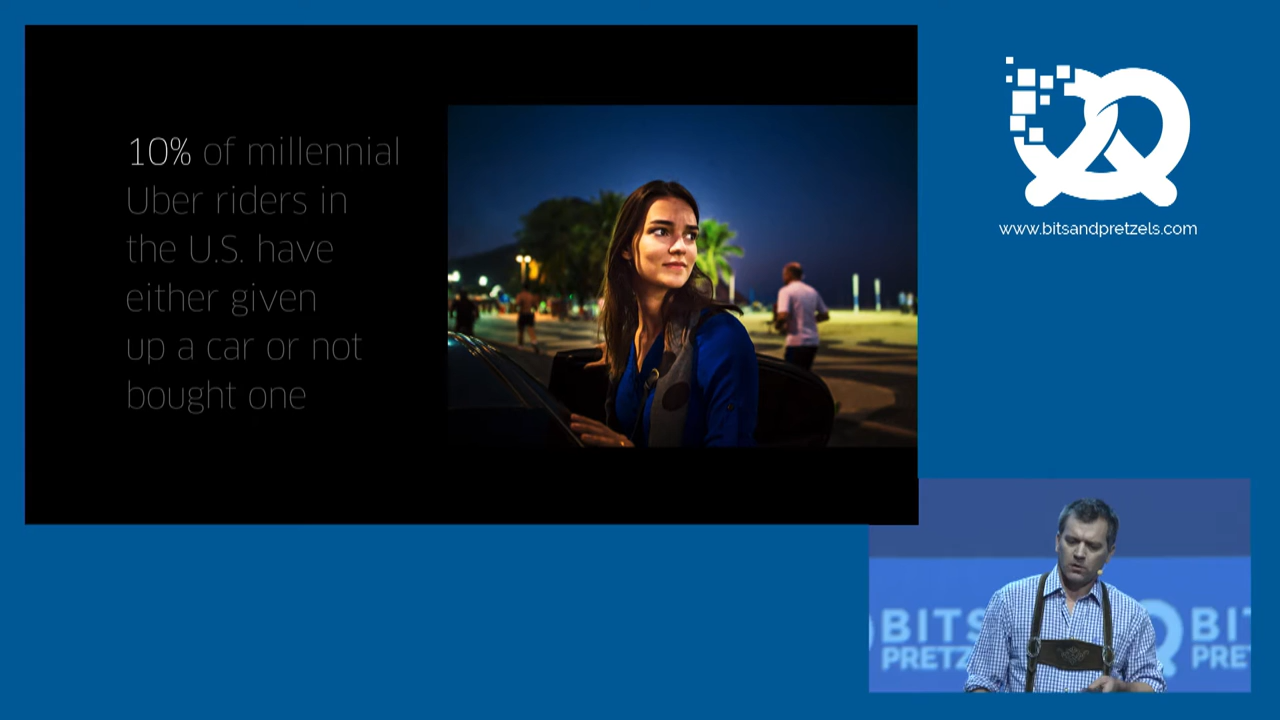 10% of millennial
Uber riders in
the U.S. have
either given
up a car or not
bought one
www.bitsandpretzels.com
BITS
PRETZ
BI
PRE